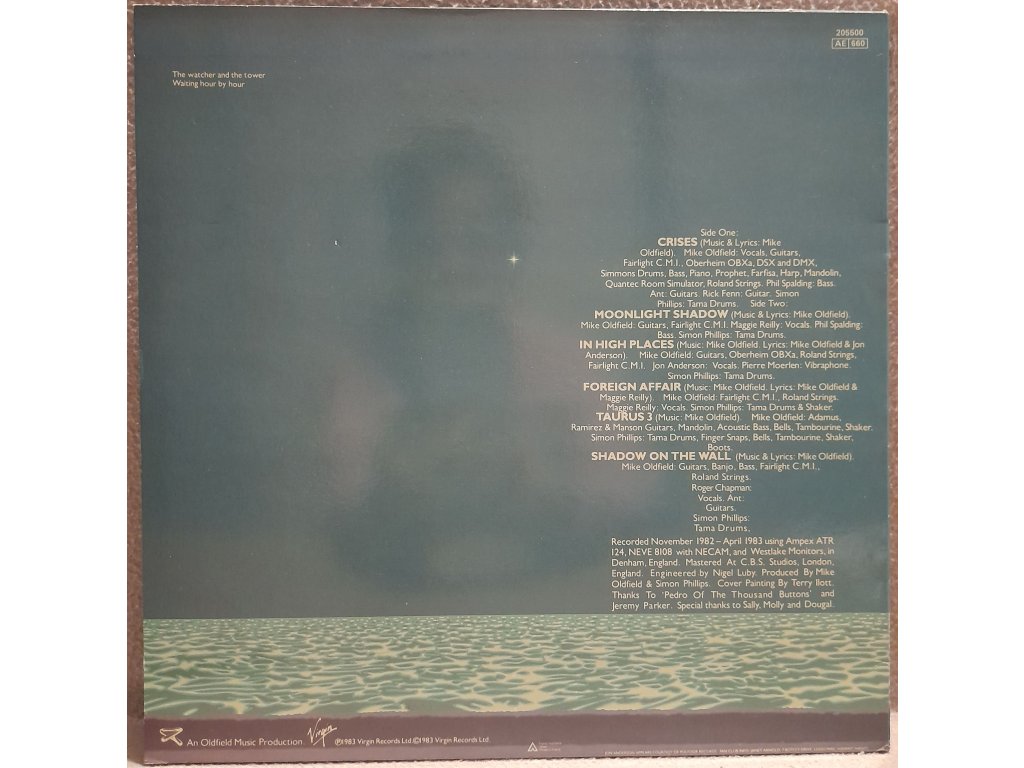 205500
AE 660
The watcher and the tower
Waiting hour by hour
Side One:
CRISES (Music & Lyrics: Mike
Oldfield). Mike Oldfield: Vocals, Guitars,
Fairlight C.M.I., Oberheim OBXa, DSX and DMX,
Simmons Drums, Bass, Piano, Prophet, Farfisa, Harp, Mandolin,
Quantec Room Simulator, Roland Strings. Phil Spalding: Bass.
Ant: Guitars. Rick Fenn: Guitar. Simon
Phillips: Tama Drums. Side Two:
MOONLIGHT SHADOW (Music & Lyrics: Mike Oldfield).
Mike Oldfield: Guitars, Fairlight C.M.I. Maggie Reilly: Vocals. Phil Spalding:
Bass. Simon Phillips: Tama Drums.
IN HIGH PLACES (Music: Mike Oldfield. Lyrics: Mike Oldfield & Jon
Anderson). Mike Oldfield: Guitars, Oberheim OBXa, Roland Strings,
Fairlight C.M.I. Jon Anderson: Vocals. Pierre Moerlen: Vibraphone.
Simon Phillips: Tama Drums.
FOREIGN AFFAIR (Music: Mike Oldfield. Lyrics: Mike Oldfield &
Maggie Reilly). Mike Oldfield: Fairlight C.M.I., Roland Strings.
Maggie Reilly: Vocals. Simon Phillips: Tama Drums & Shaker.
TAURUS 3 (Music: Mike Oldfield). Mike Oldfield: Adamus,
Ramirez & Manson Guitars, Mandolin, Acoustic Bass, Bells, Tambourine, Shaker.
Simon Phillips: Tama Drums, Finger Snaps, Bells, Tambourine, Shaker,
Boots.
SHADOW ON THE WALL (Music & Lyrics: Mike Oldfield).
Mike Oldfield: Guitars, Banjo, Bass, Fairlight C.M.I.,
Roland Strings.
Roger Chapman:
Vocals. Ant:
Guitars.
Simon Phillips:
Tama Drums.
Recorded November 1982 – April 1983 using Ampex ATR
124, NEVE 8108 with NECAM, and Westlake Monitors, in
Denham, England. Mastered At C.B.S. Studios, London,
England. Engineered by Nigel Luby. Produced By Mike
Oldfield & Simon Phillips. Cover Painting By Terry Ilott.
Thanks To 'Pedro Of The Thousand Buttons' and
Jeremy Parker. Special thanks to Sally, Molly and Dougal.
An Oldfield Music Production. Virgin ℗1983 Virgin Records Ltd. ©1983 Virgin Records Ltd.